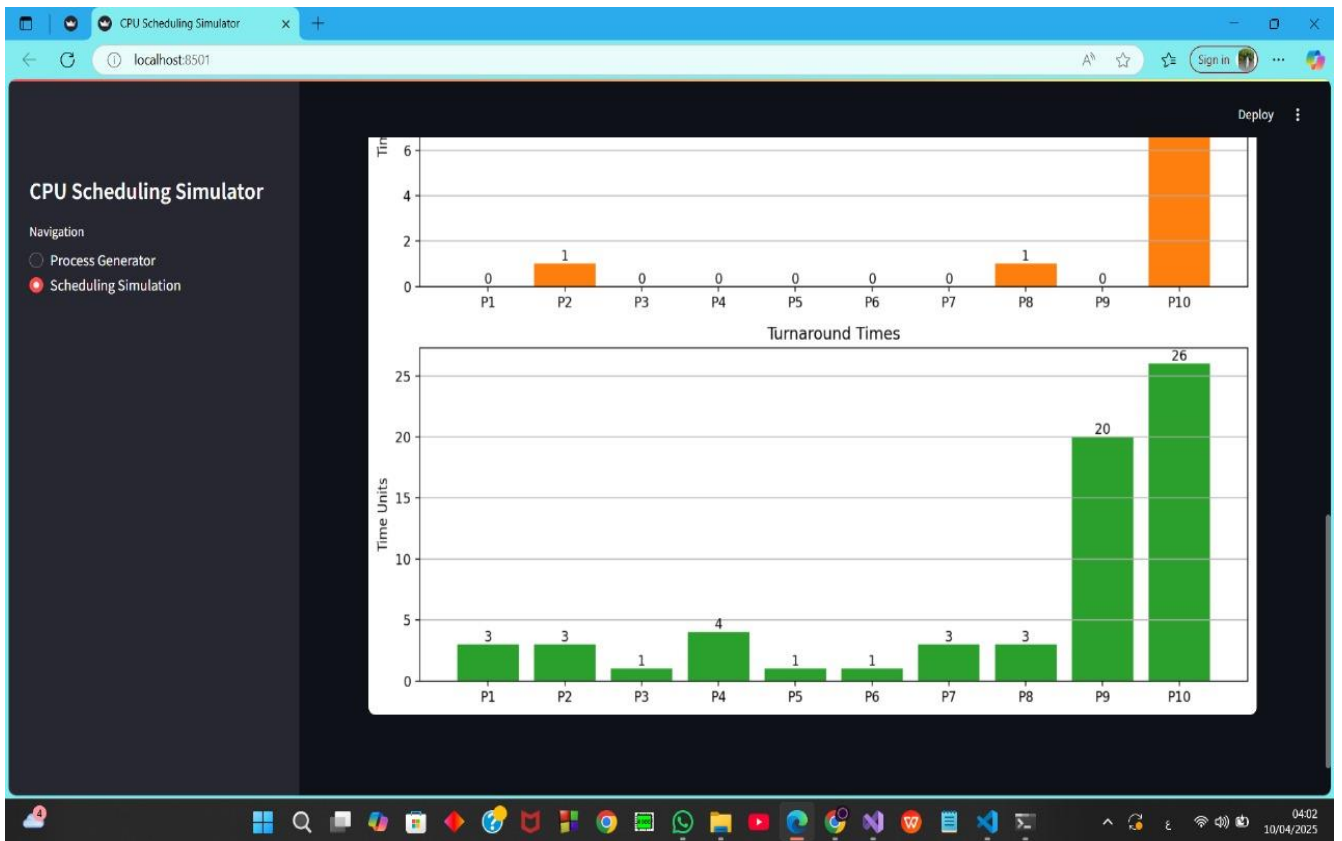 CPU Scheduling Simulator
localhost:8501
Sign in
Deploy
CPU Scheduling Simulator
Navigation
Process Generator
Scheduling Simulation
6
4
2
0
0 1 0 0 0 0 0 1 0
P1 P2 P3 P4 P5 P6 P7 P8 P9 P10
Turnaround Times
Time Units
25
20
15
10
5
0
3 3 1 4 1 1 3 3 20 26
P1 P2 P3 P4 P5 P6 P7 P8 P9 P10
4
ع
04:02
10/04/2025